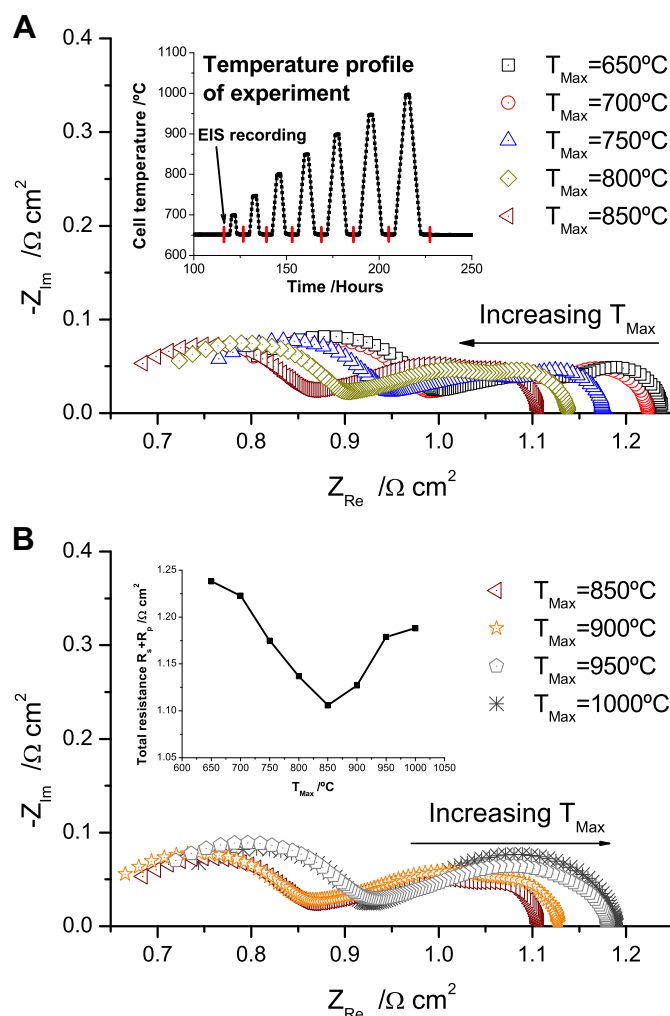 A
Temperature profile
of experiment
EIS recording
Cell temperature /ºC
1100
1000
900
800
700
600
100
150
200
250
Time /Hours
T_Max=650ºC
T_Max=700ºC
T_Max=750ºC
T_Max=800ºC
T_Max=850ºC
Increasing T_Max
-Z_Im /Ω cm²
0.4
0.3
0.2
0.1
0.0
0.7
0.8
0.9
1.0
1.1
1.2
Z_Re /Ω cm²
B
Total resistance R_s+R_p /Ω cm²
1.25
1.20
1.15
1.10
1.05
600
650
700
750
800
850
900
950
1000
1050
T_Max /ºC
T_Max=850ºC
T_Max=900ºC
T_Max=950ºC
T_Max=1000ºC
Increasing T_Max
-Z_Im /Ω cm²
0.4
0.3
0.2
0.1
0.0
0.7
0.8
0.9
1.0
1.1
1.2
Z_Re /Ω cm²